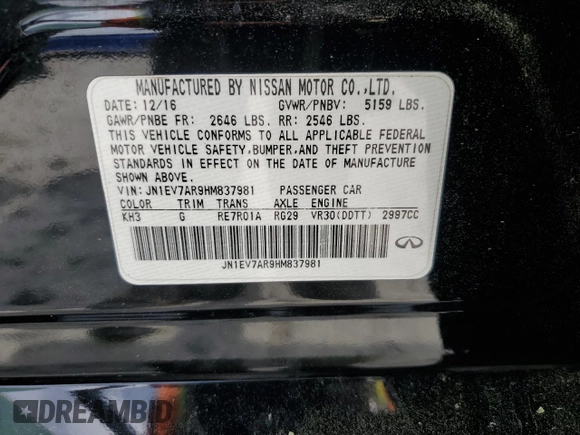 MANUFACTURED BY NISSAN MOTOR CO.,LTD.
DATE: 12/16 GVWR/PNBV: 5159 LBS.
GAWR/PNBE FR: 2646 LBS. RR: 2546 LBS.
THIS VEHICLE CONFORMS TO ALL APPLICABLE FEDERAL
MOTOR VEHICLE SAFETY,BUMPER,AND THEFT PREVENTION
STANDARDS IN EFFECT ON THE DATE OF MANUFACTURE
SHOWN ABOVE.
VIN: JN1EV7AR9HM837981 PASSENGER CAR
COLOR TRIM TRANS AXLE ENGINE
KH3 G RE7R01A RG29 VR30(DDTT) 2997CC
JN1EV7AR9HM837981
DREAMBID